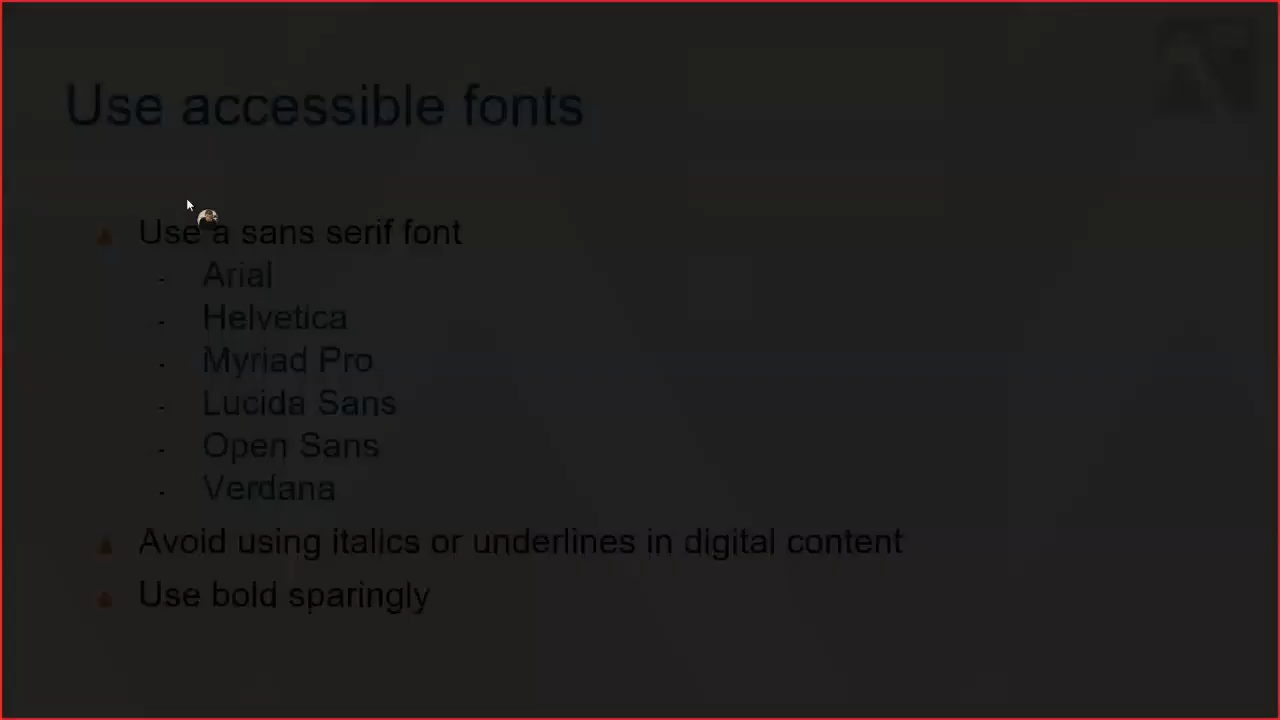 Use accessible fonts
Use a sans serif font
- Arial
- Helvetica
- Myriad Pro
- Lucida Sans
- Open Sans
- Verdana
Avoid using italics or underlines in digital content
Use bold sparingly